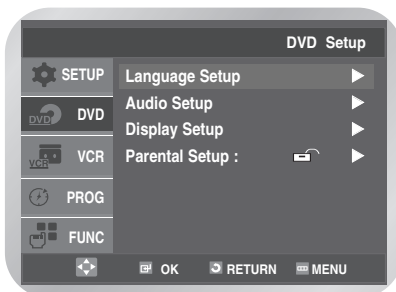 DVD Setup
SETUP
DVD
DVD
VCR
VCR
PROG
FUNC
Language Setup
Audio Setup
Display Setup
Parental Setup :
OK RETURN MENU